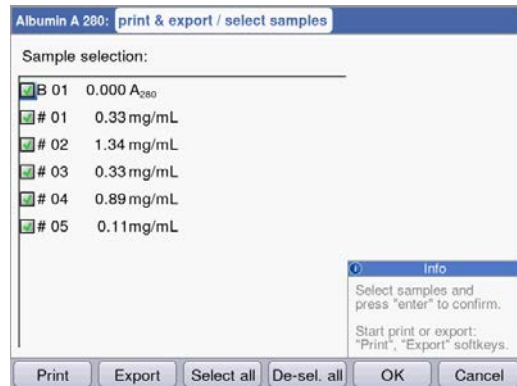 Albumin A 280: print & export / select samples
Sample selection:
B 01 0.000 A₂₈₀
# 01 0.33 mg/mL
# 02 1.34 mg/mL
# 03 0.33 mg/mL
# 04 0.89 mg/mL
# 05 0.11mg/mL
Info
Select samples and
press "enter" to confirm.
Start print or export:
"Print", "Export" softkeys.
Print Export Select all De-sel. all OK Cancel